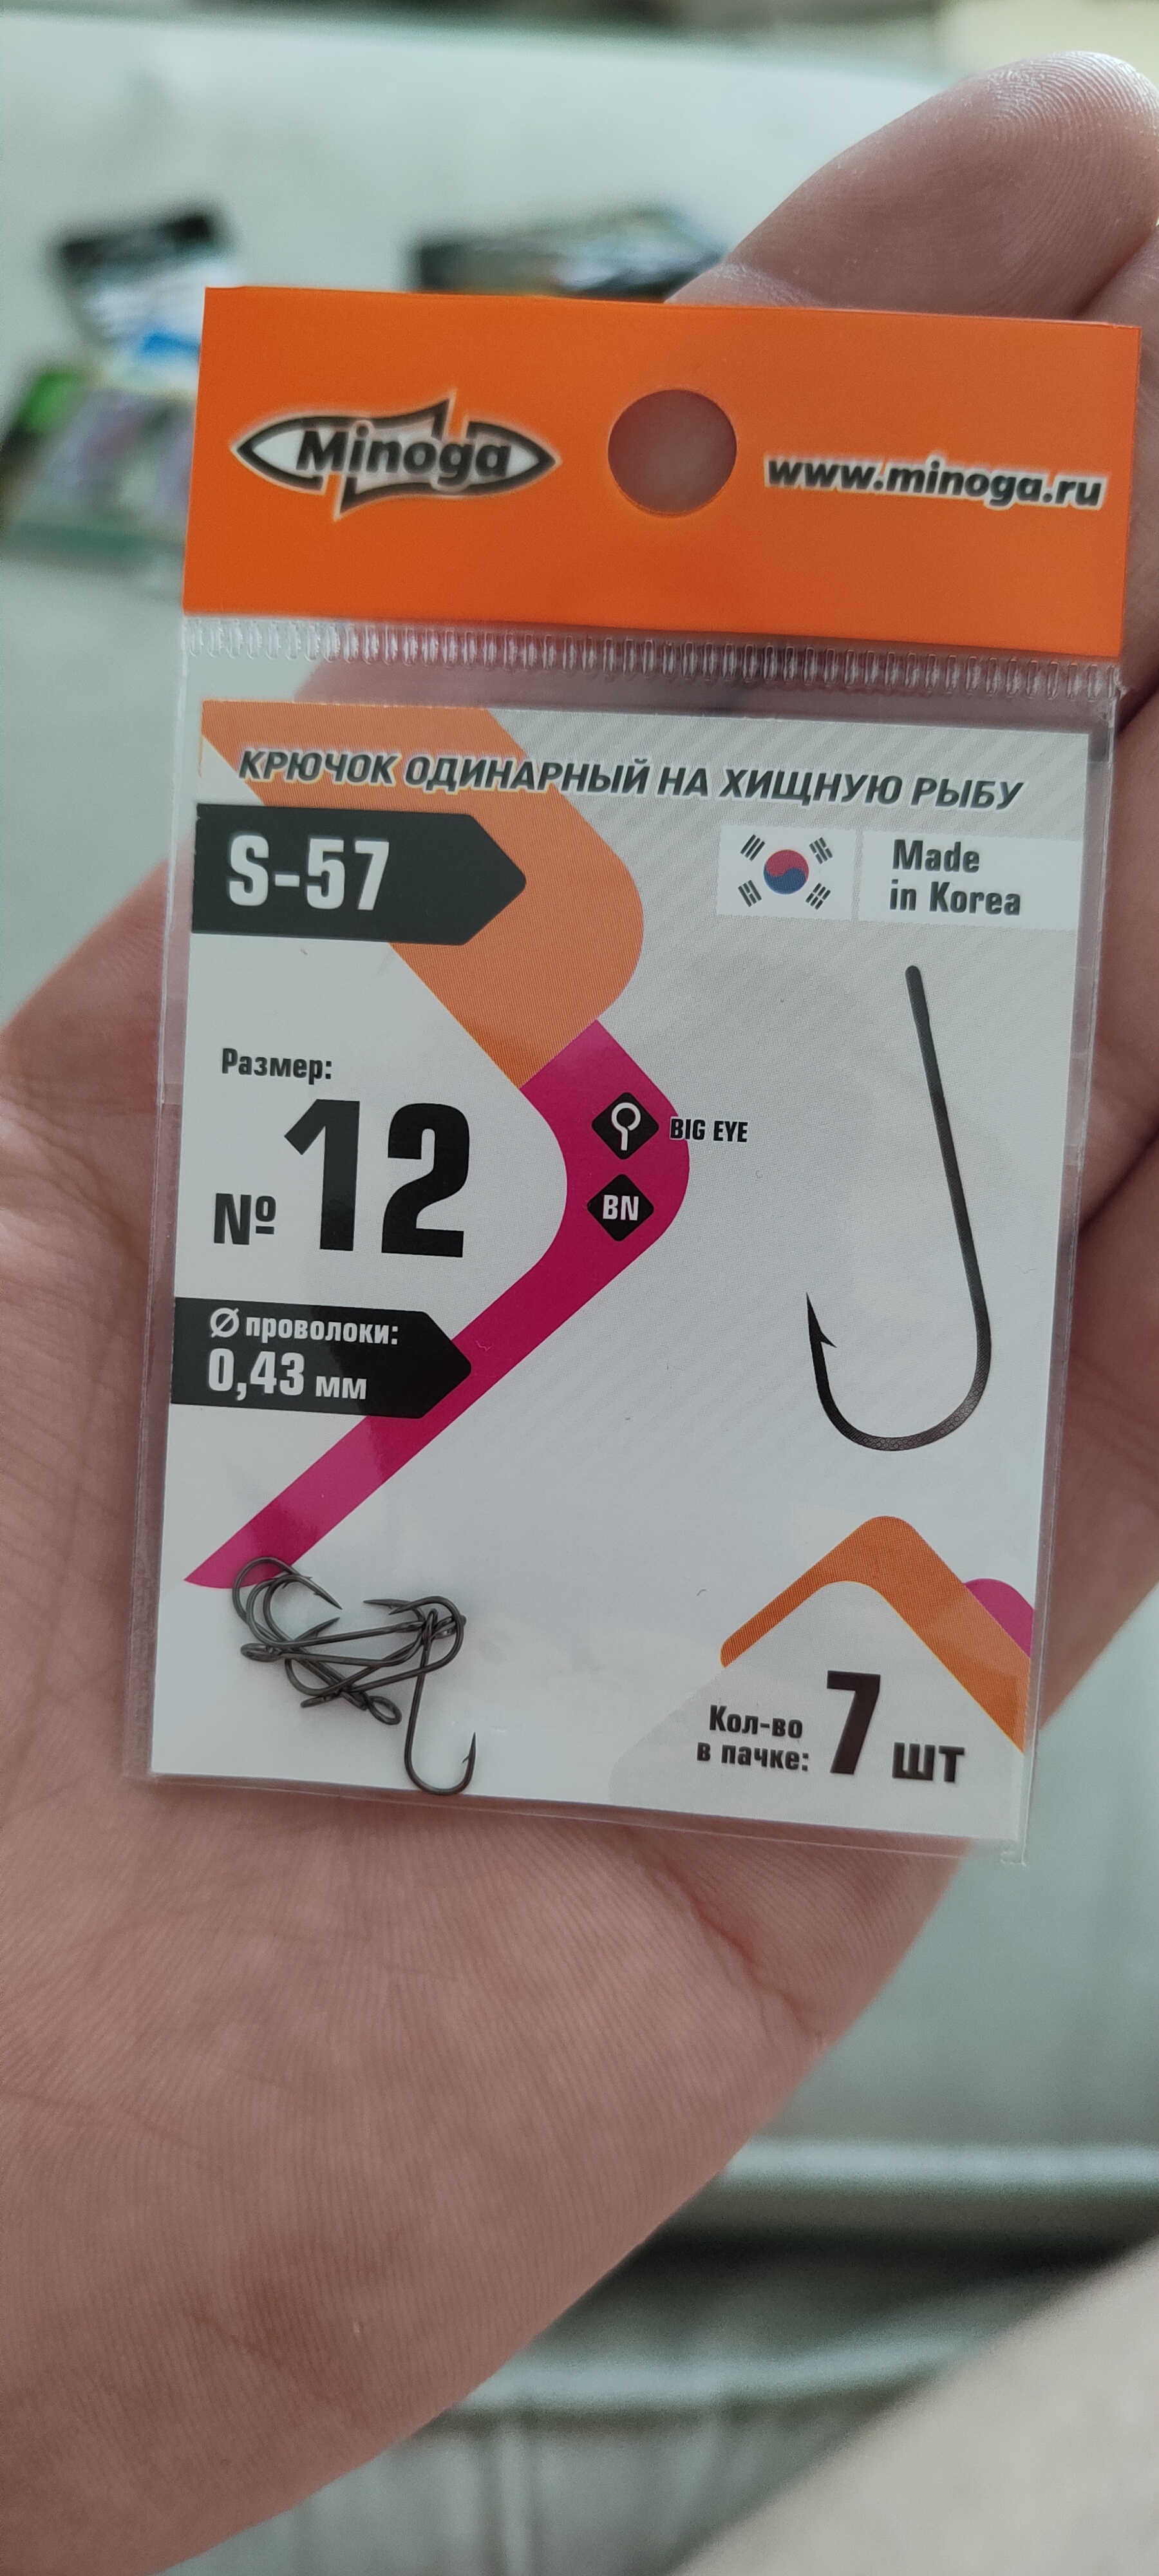 Minoga
www.minoga.ru
КРЮЧОК ОДИНАРНЫЙ НА ХИЩНУЮ РЫБУ
S-57
Made
in Korea
Размер:
№ 12
BIG EYE
BN
Ø проволоки:
0,43 мм
Кол-во
в пачке: 7 шт